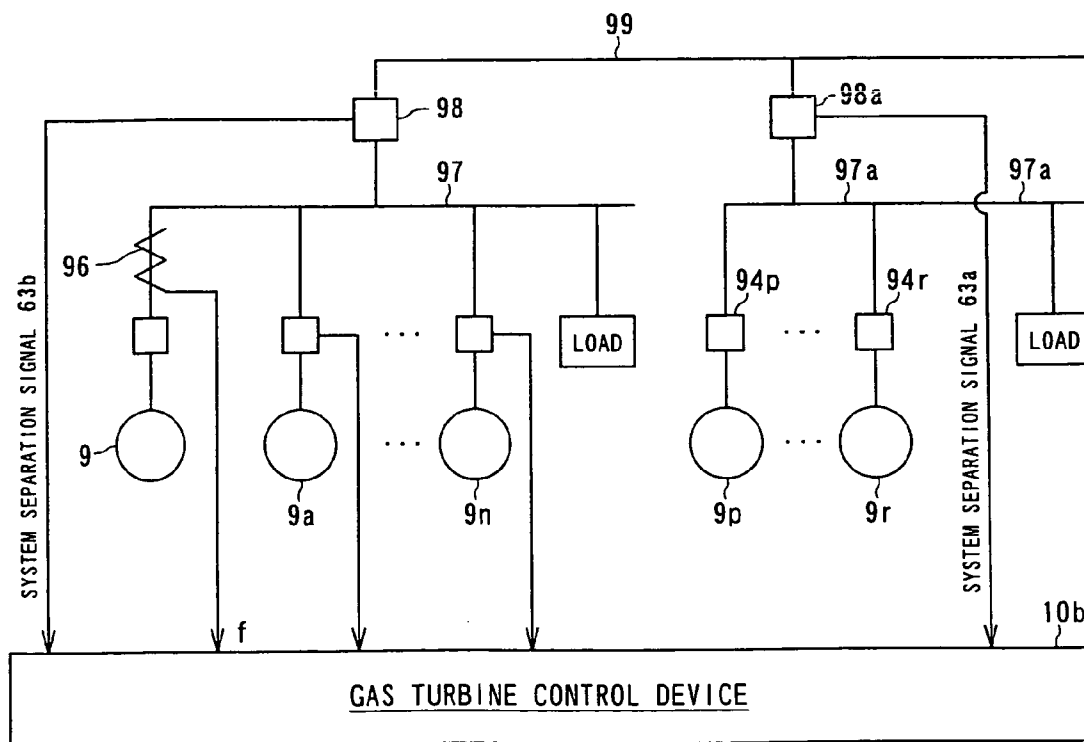 99
98
98a
97
97a
97a
96
94p
94r
LOAD
LOAD
SYSTEM SEPARATION SIGNAL 63b
SYSTEM SEPARATION SIGNAL 63a
...
...
9
...
...
9a
9n
9p
9r
f
10b
GAS TURBINE CONTROL DEVICE